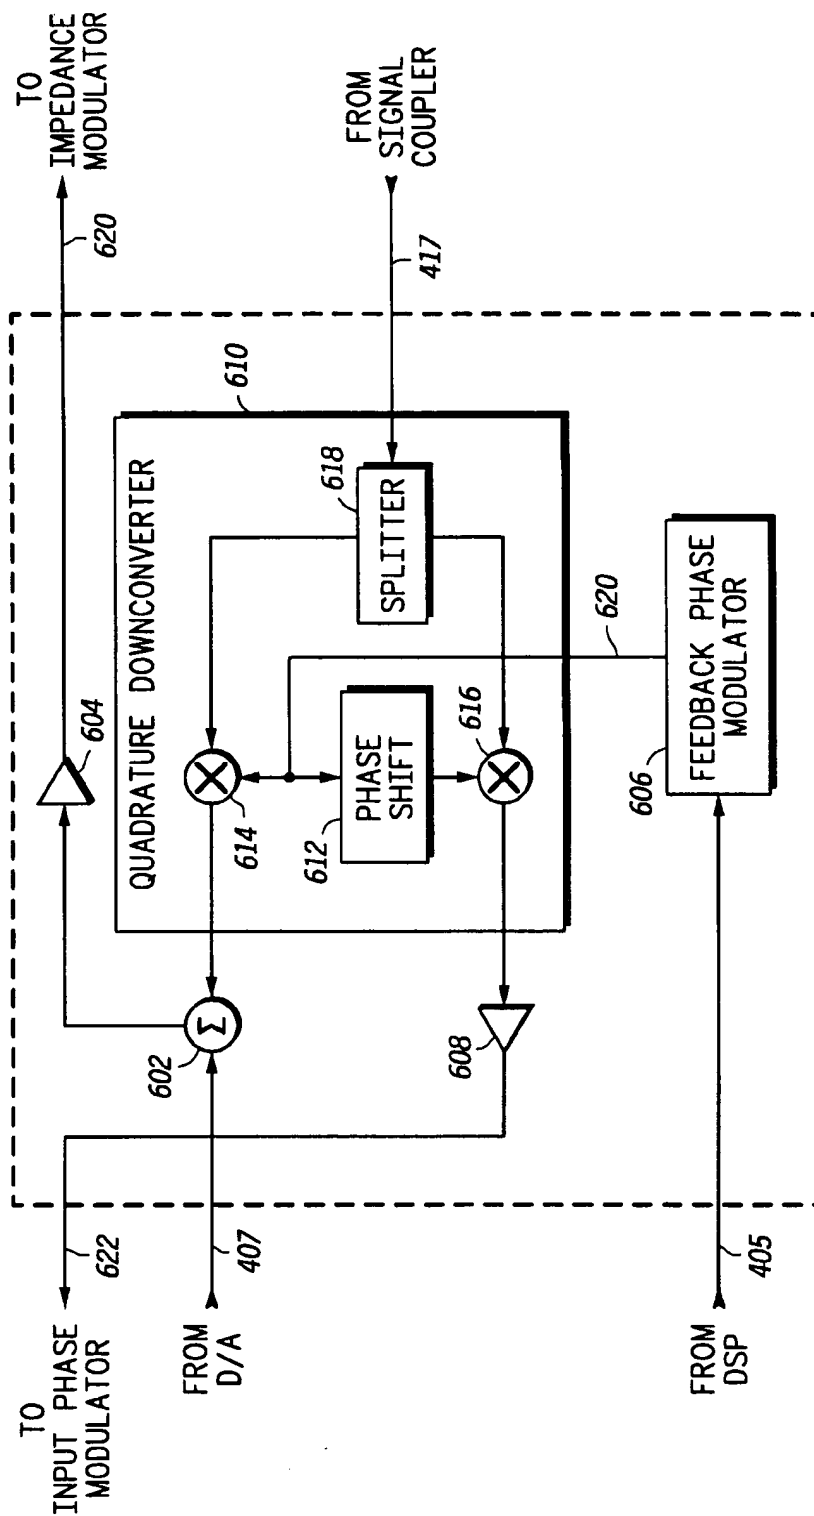 TO
IMPEDANCE
MODULATOR
620
FROM
SIGNAL
COUPLER
417
604
610
QUADRATURE DOWNCONVERTER
618
SPLITTER
614
612
PHASE
SHIFT
616
620
606
FEEDBACK PHASE
MODULATOR
602
Σ
608
622
TO
INPUT PHASE
MODULATOR
407
FROM
D/A
405
FROM
DSP